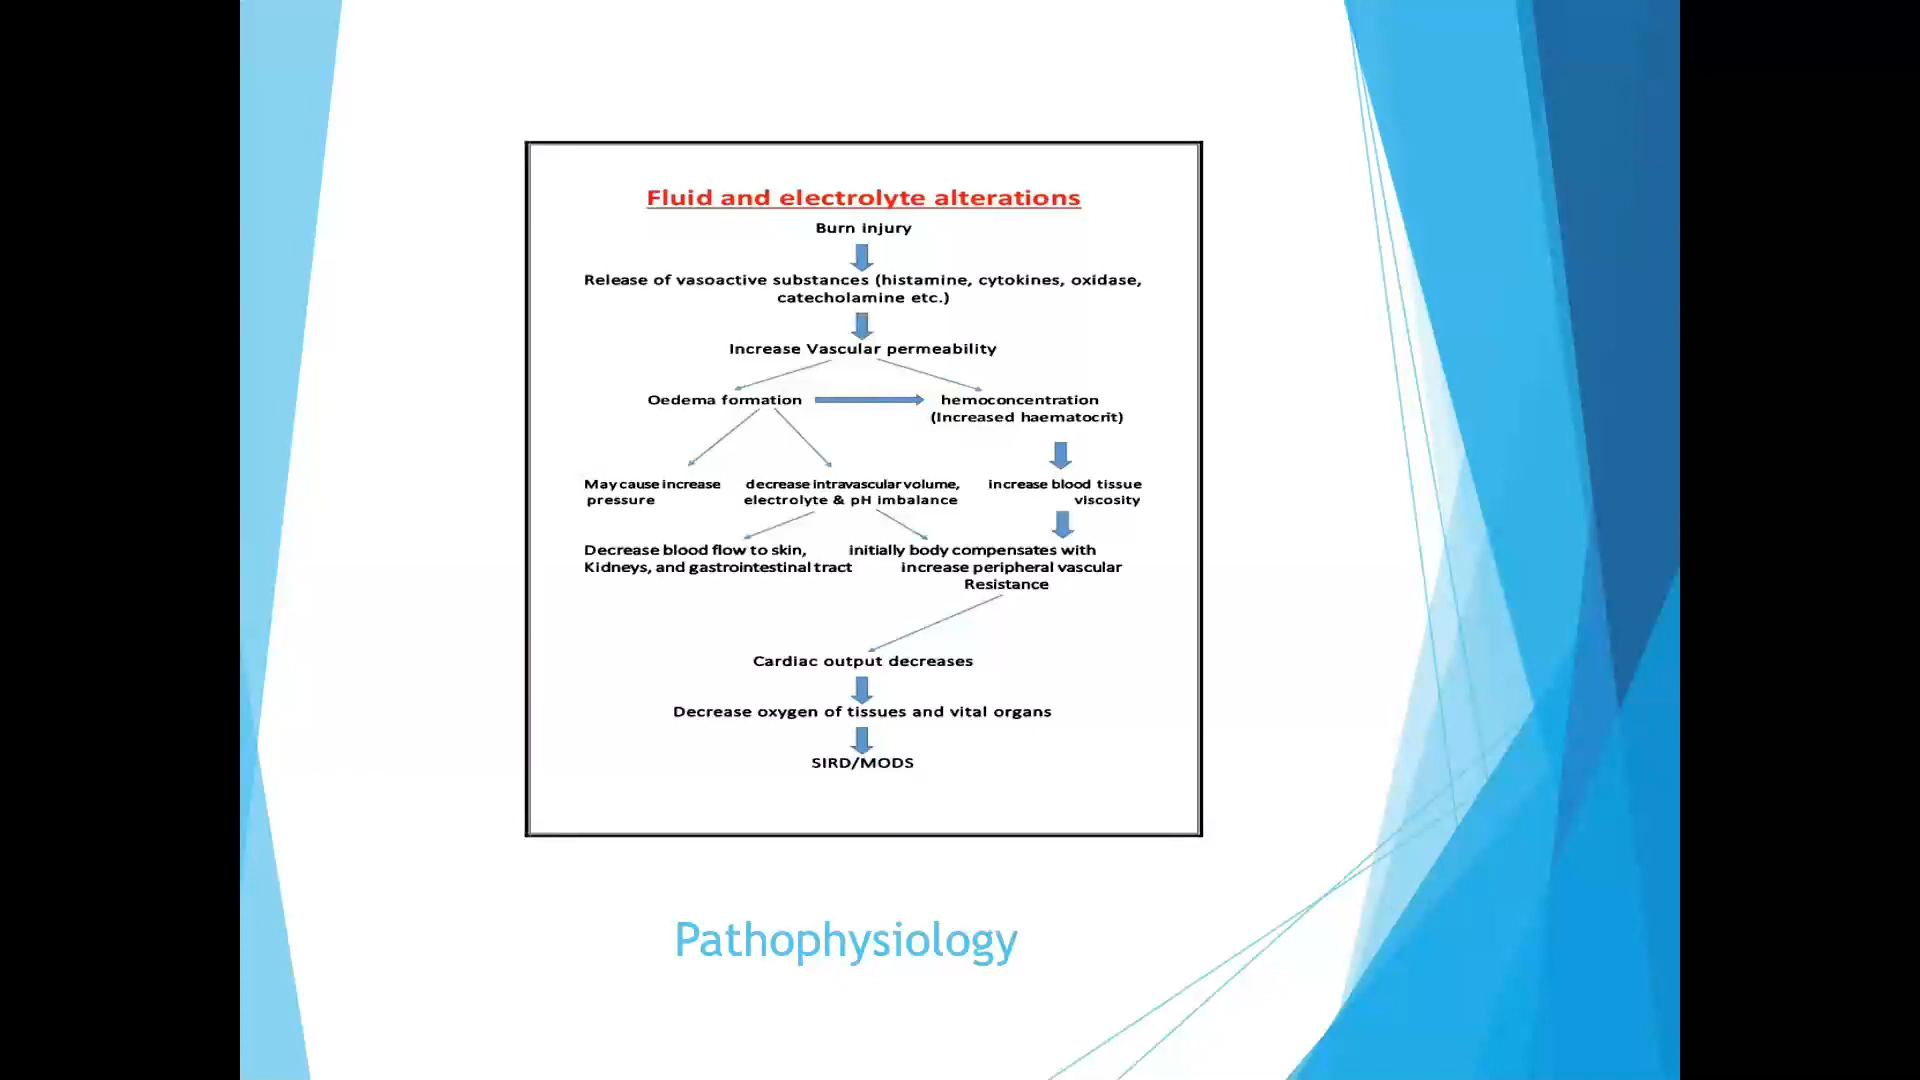 Fluid and electrolyte alterations
Burn injury
Release of vasoactive substances (histamine, cytokines, oxidase,
catecholamine etc.)
Increase Vascular permeability
Oedema formation
hemoconcentration
(Increased haematocrit)
May cause increase
pressure
decrease intravascular volume,
electrolyte & pH imbalance
increase blood tissue
viscosity
Decrease blood flow to skin,
Kidneys, and gastrointestinal tract
initially body compensates with
increase peripheral vascular
Resistance
Cardiac output decreases
Decrease oxygen of tissues and vital organs
SIRD/MODS
Pathophysiology